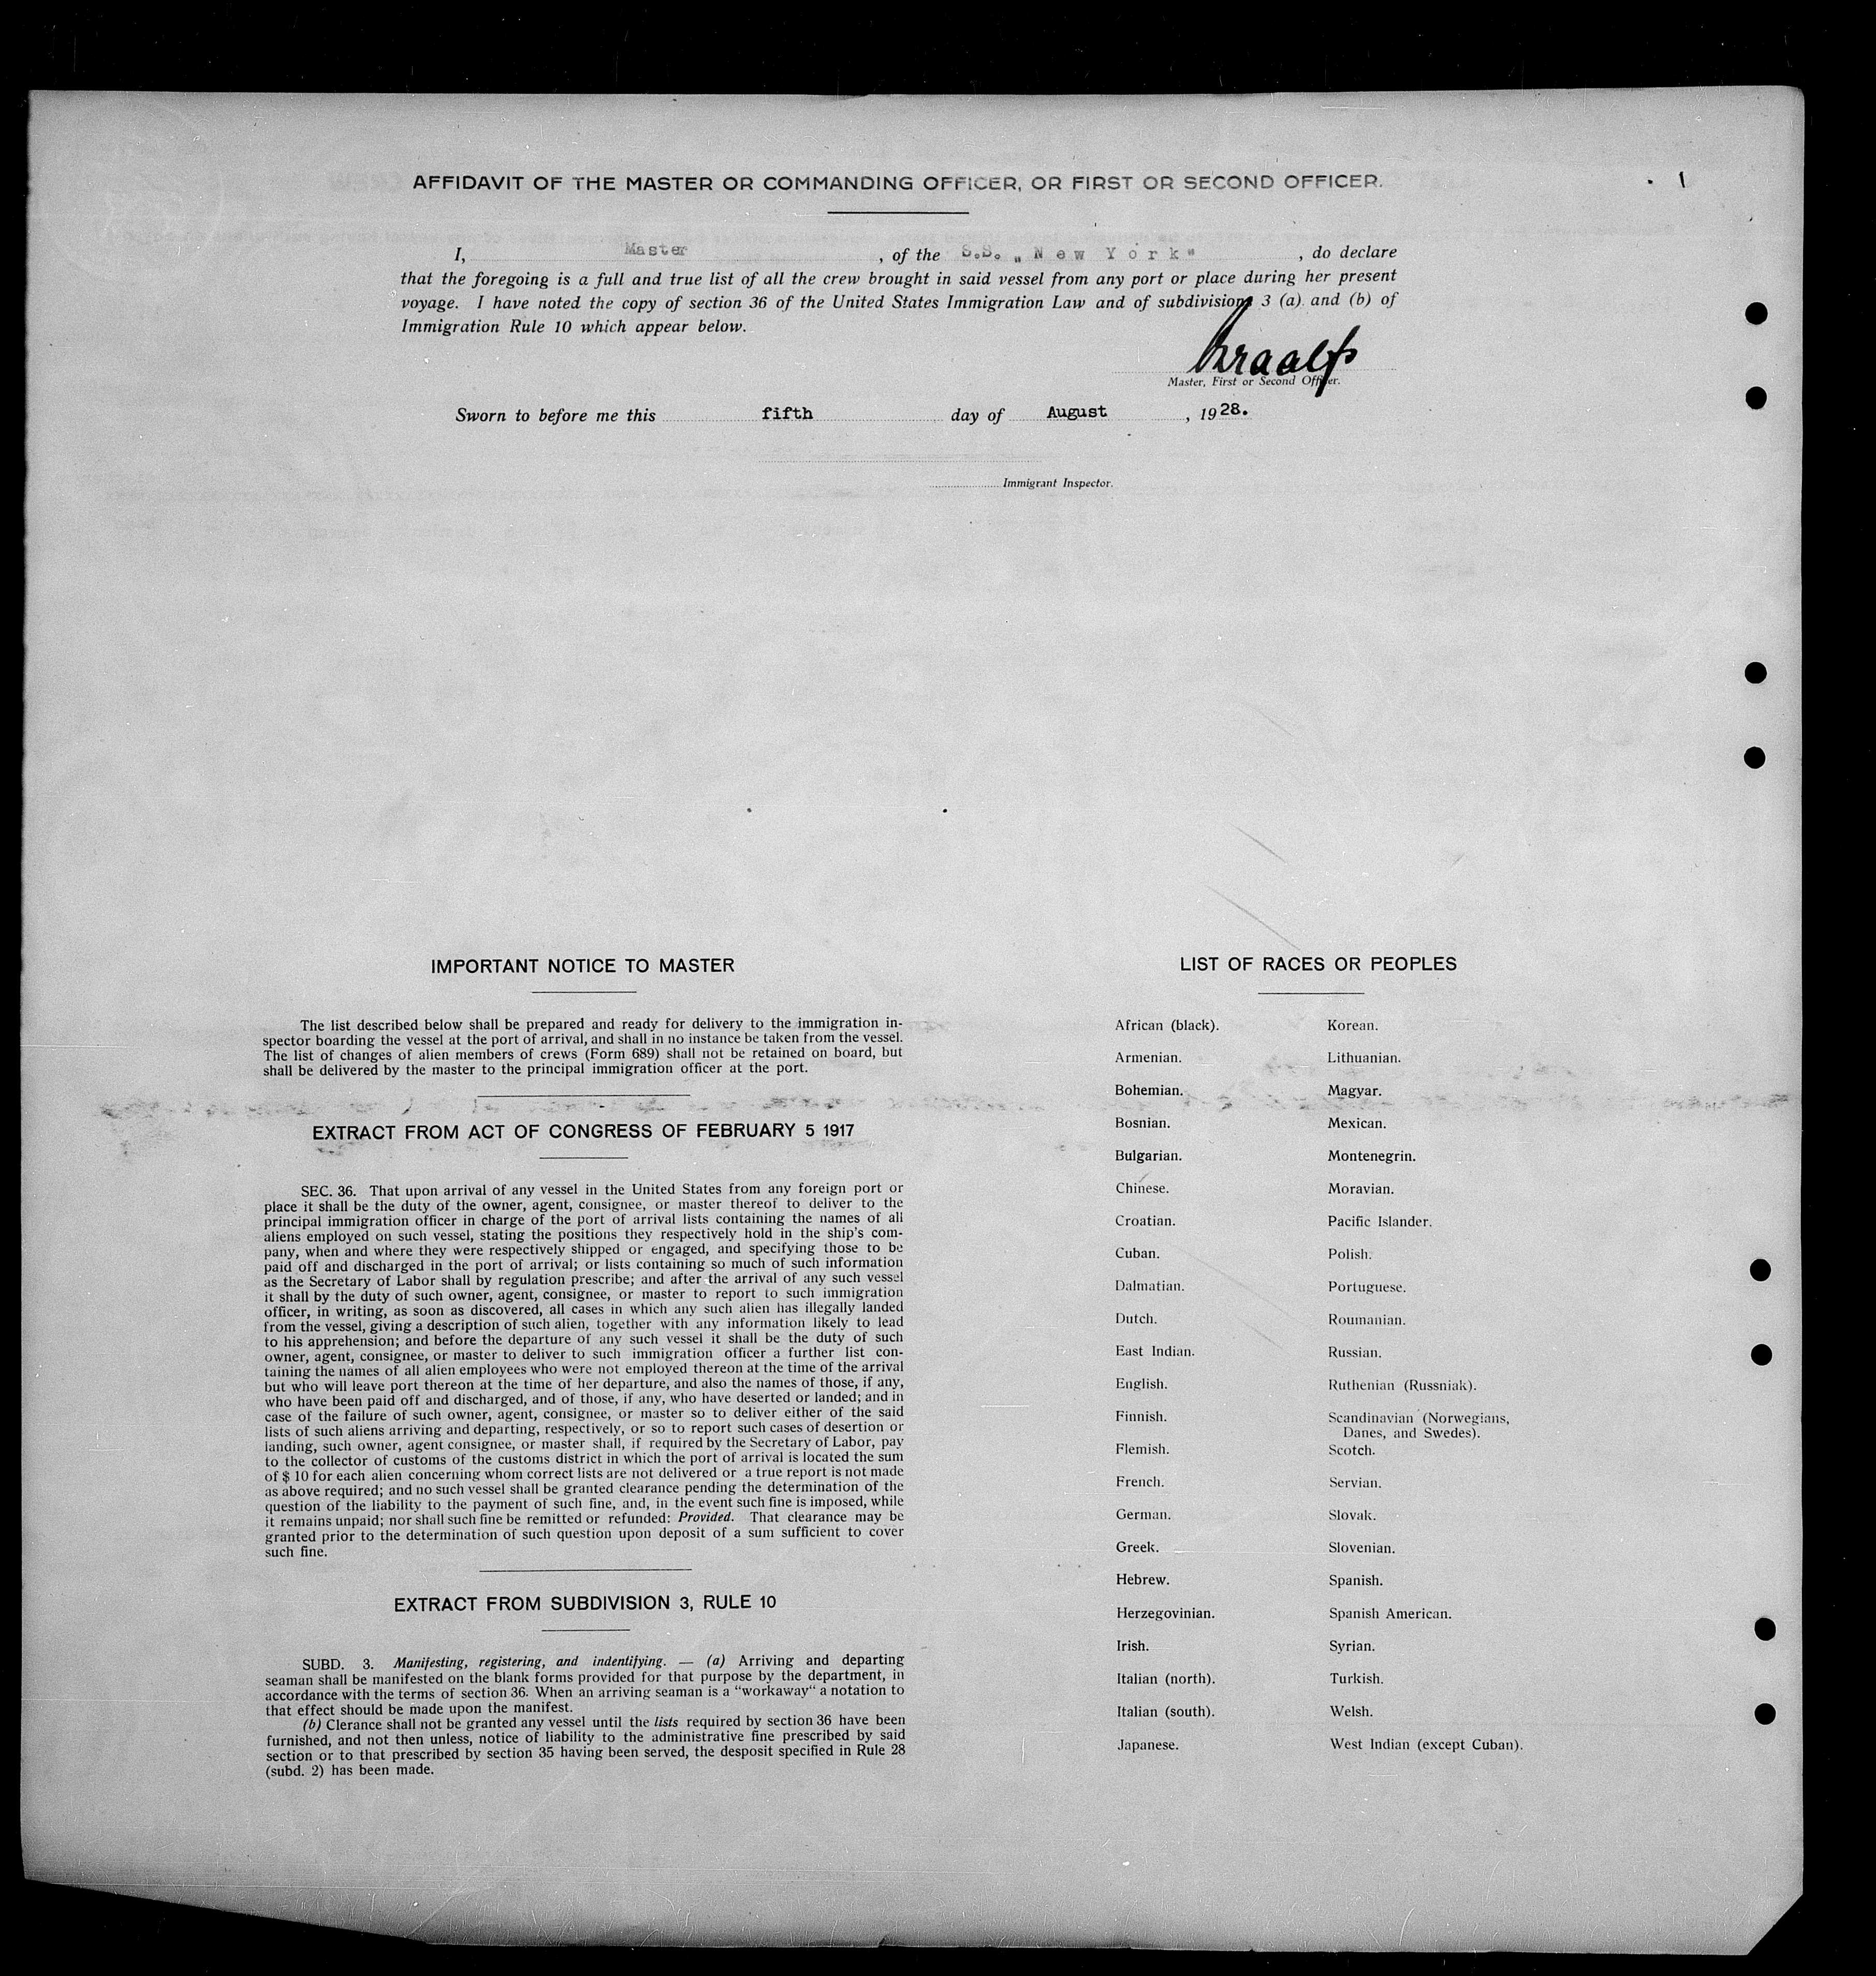 AFFIDAVIT OF THE MASTER OR COMMANDING OFFICER, OR FIRST OR SECOND OFFICER.
1
I, Master , of the S.S. „ N e w Y o r k " , do declare
that the foregoing is a full and true list of all the crew brought in said vessel from any port or place during her present
voyage. I have noted the copy of section 36 of the United States Immigration Law and of subdivisions 3 (a) and (b) of
Immigration Rule 10 which appear below.
Master, First or Second Officer.
Sworn to before me this fifth day of August , 1928.
Immigrant Inspector.
IMPORTANT NOTICE TO MASTER
The list described below shall be prepared and ready for delivery to the immigration in-
spector boarding the vessel at the port of arrival, and shall in no instance be taken from the vessel.
The list of changes of alien members of crews (Form 689) shall not be retained on board, but
shall be delivered by the master to the principal immigration officer at the port.
EXTRACT FROM ACT OF CONGRESS OF FEBRUARY 5 1917
SEC. 36. That upon arrival of any vessel in the United States from any foreign port or
place it shall be the duty of the owner, agent, consignee, or master thereof to deliver to the
principal immigration officer in charge of the port of arrival lists containing the names of all
aliens employed on such vessel, stating the positions they respectively hold in the ship's com-
pany, when and where they were respectively shipped or engaged, and specifying those to be
paid off and discharged in the port of arrival; or lists containing so much of such information
as the Secretary of Labor shall by regulation prescribe; and after the arrival of any such vessel
it shall by the duty of such owner, agent, consignee, or master to report to such immigration
officer, in writing, as soon as discovered, all cases in which any such alien has illegally landed
from the vessel, giving a description of such alien, together with any information likely to lead
to his apprehension; and before the departure of any such vessel it shall be the duty of such
owner, agent, consignee, or master to deliver to such immigration officer a further list con-
taining the names of all alien employees who were not employed thereon at the time of the arrival
but who will leave port thereon at the time of her departure, and also the names of those, if any,
who have been paid off and discharged, and of those, if any, who have deserted or landed; and in
case of the failure of such owner, agent, consignee, or master so to deliver either of the said
lists of such aliens arriving and departing, respectively, or so to report such cases of desertion or
landing, such owner, agent consignee, or master shall, if required by the Secretary of Labor, pay
to the collector of customs of the customs district in which the port of arrival is located the sum
of $ 10 for each alien concerning whom correct lists are not delivered or a true report is not made
as above required; and no such vessel shall be granted clearance pending the determination of the
question of the liability to the payment of such fine, and, in the event such fine is imposed, while
it remains unpaid; nor shall such fine be remitted or refunded: Provided. That clearance may be
granted prior to the determination of such question upon deposit of a sum sufficient to cover
such fine.
EXTRACT FROM SUBDIVISION 3, RULE 10
SUBD. 3. Manifesting, registering, and indentifying. — (a) Arriving and departing
seaman shall be manifested on the blank forms provided for that purpose by the department, in
accordance with the terms of section 36. When an arriving seaman is a "workaway" a notation to
that effect should be made upon the manifest.
(b) Clerance shall not be granted any vessel until the lists required by section 36 have been
furnished, and not then unless, notice of liability to the administrative fine prescribed by said
section or to that prescribed by section 35 having been served, the desposit specified in Rule 28
(subd. 2) has been made.
LIST OF RACES OR PEOPLES
African (black).
Armenian.
Bohemian.
Bosnian.
Bulgarian.
Chinese.
Croatian.
Cuban.
Dalmatian.
Dutch.
East Indian.
English.
Finnish.
Flemish.
French.
German.
Greek.
Hebrew.
Herzegovinian.
Irish.
Italian (north).
Italian (south).
Japanese.
Korean.
Lithuanian.
Magyar.
Mexican.
Montenegrin.
Moravian.
Pacific Islander.
Polish.
Portuguese.
Roumanian.
Russian.
Ruthenian (Russniak).
Scandinavian (Norwegians,
Danes, and Swedes).
Scotch.
Servian.
Slovak.
Slovenian.
Spanish.
Spanish American.
Syrian.
Turkish.
Welsh.
West Indian (except Cuban).